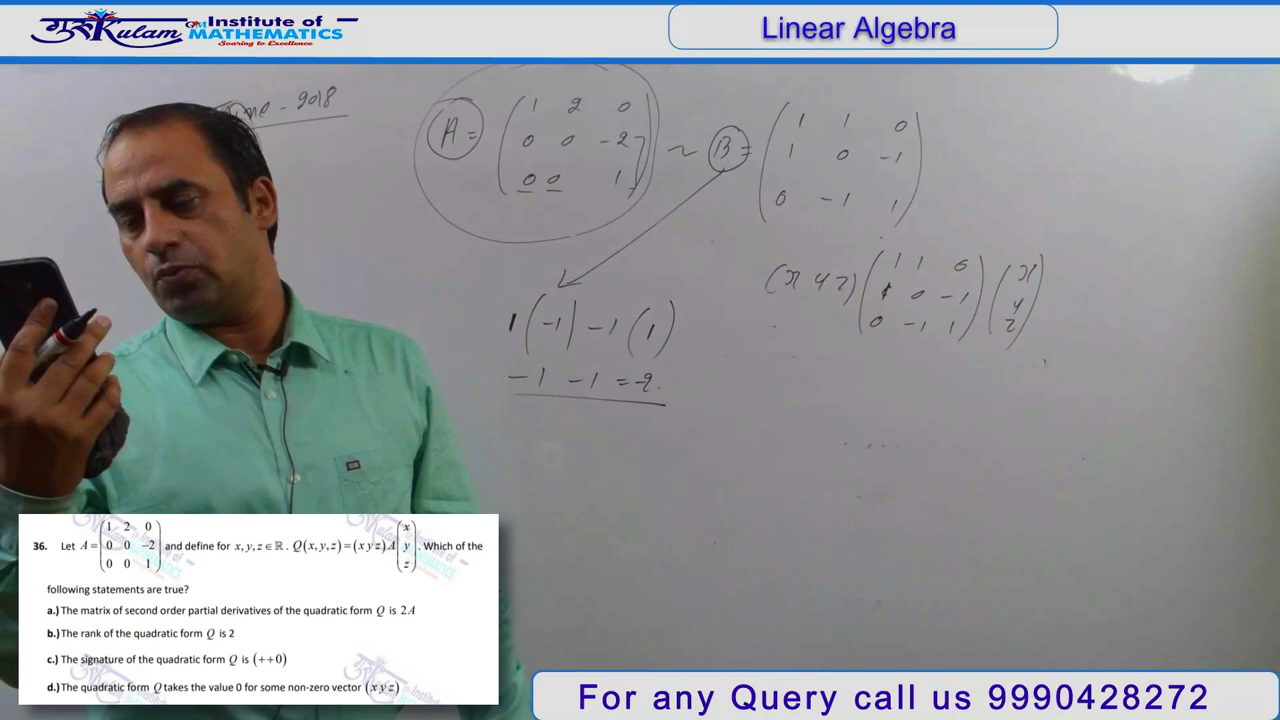 गुरुKulam GKM Institute of
MATHEMATICS
Soaring to Excellence..
Linear Algebra
- 2018
A = (1 2 0
0 0 -2
0 0 1) ~ B = (1 1 0
1 0 -1
0 -1 1)
(x y z) (1 1 0
1 0 -1
0 -1 1) (x
y
z)
1(-1) -1(1)
-1 -1 = -2.
36. Let A = (1 2 0
0 0 -2
0 0 1) and define for x, y, z ∈ ℝ. Q(x, y, z) = (x y z) A (x
y
z). Which of the
following statements are true?
a.) The matrix of second order partial derivatives of the quadratic form Q is 2A
b.) The rank of the quadratic form Q is 2
c.) The signature of the quadratic form Q is (++0)
d.) The quadratic form Q takes the value 0 for some non-zero vector (x y z)
For any Query call us 9990428272